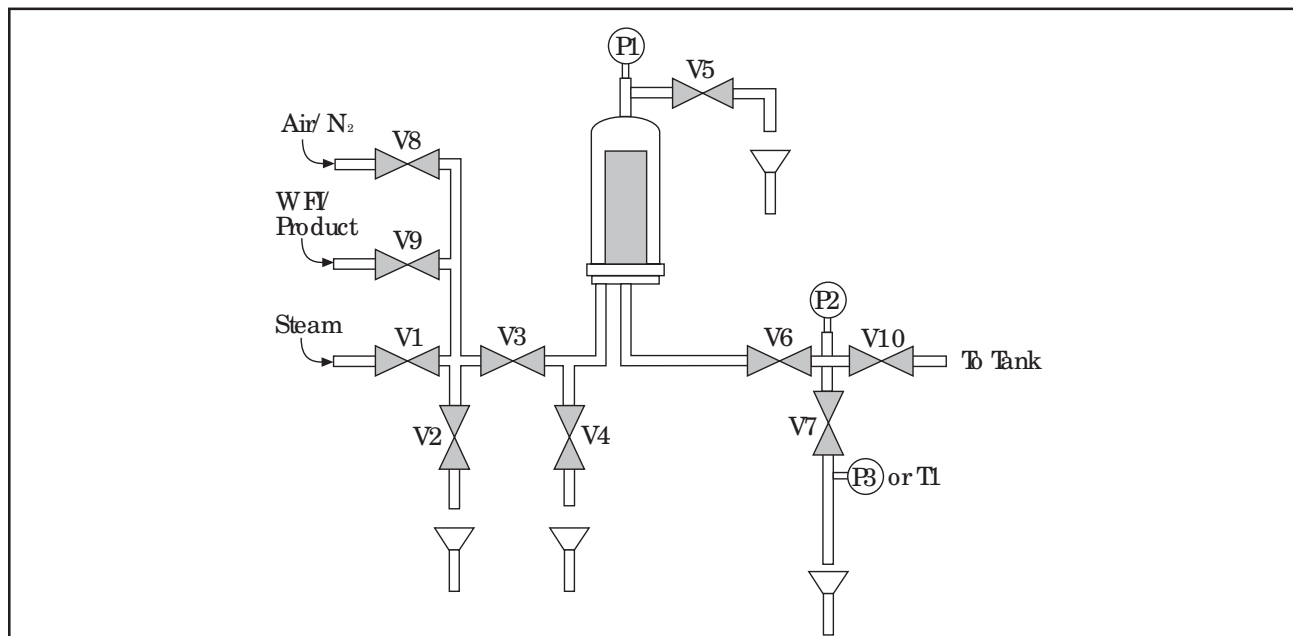 P1
V5
Air/ N₂
V8
WFI/
Product
V9
P2
Steam
V1
V3
V6
V10
To Tank
V2
V4
V7
P3 or T1